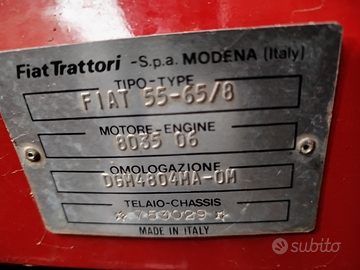 FiatTrattori - S.p.a. MODENA (Italy)
TIPO-TYPE
FIAT 55-65/8
MOTORE-ENGINE
8035 06
OMOLOGAZIONE
DGM4804MA-OM
TELAIO-CHASSIS
* 753029 *
MADE IN ITALY
subito